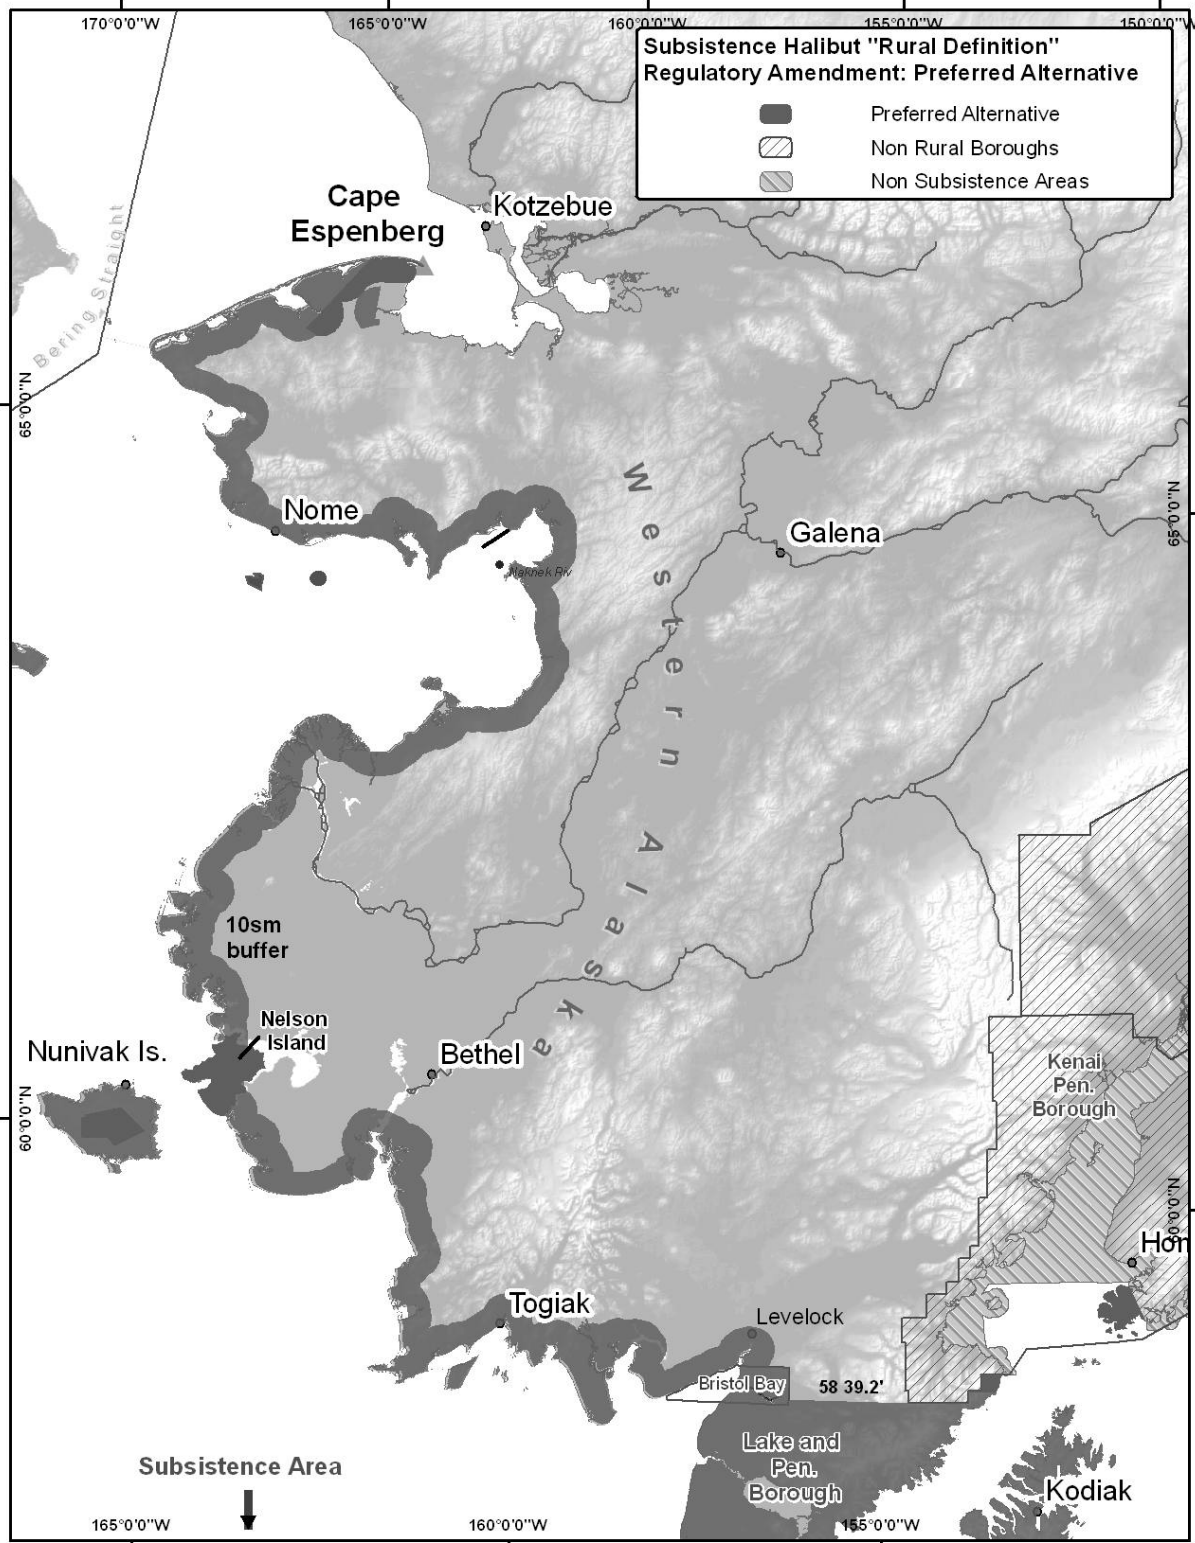 170°0'0"W
165°0'0"W
160°0'0"W
155°0'0"W
150°0'0"W
Subsistence Halibut "Rural Definition"
Regulatory Amendment: Preferred Alternative
Preferred Alternative
Non Rural Boroughs
Non Subsistence Areas
Cape
Espenberg
Kotzebue
Bering Straight
65°0'0"N
65°0'0"N
Nome
Galena
Naknek Riv
Western Alaska
10sm
buffer
Nelson
Island
Nunivak Is.
Bethel
Kenai
Pen.
Borough
60°0'0"N
60°0'0"N
Hom
Togiak
Levelock
Bristol Bay
58 39.2'
Lake and
Pen.
Borough
Subsistence Area
Kodiak
165°0'0"W
160°0'0"W
155°0'0"W